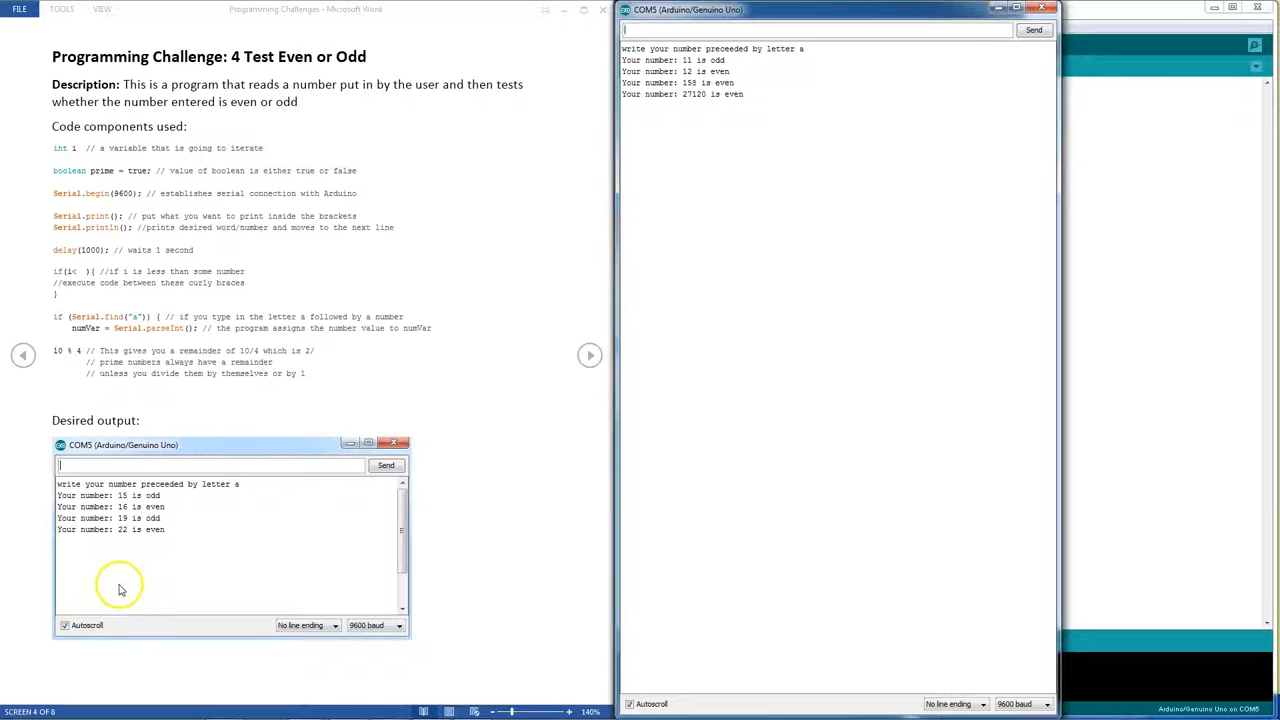 FILE
TOOLS
VIEW
Programming Challenges - Microsoft Word
Programming Challenge: 4 Test Even or Odd
Description: This is a program that reads a number put in by the user and then tests
whether the number entered is even or odd
Code components used:
int i // a variable that is going to iterate
boolean prime = true; // value of boolean is either true or false
Serial.begin(9600); // establishes serial connection with Arduino
Serial.print(); // put what you want to print inside the brackets
Serial.println(); //prints desired word/number and moves to the next line
delay(1000); // waits 1 second
if(i< ){ //if i is less than some number
//execute code between these curly braces
}
if (Serial.find("a")) { // if you type in the letter a followed by a number
numVar = Serial.parseInt(); // the program assigns the number value to numVar
10 % 4 // This gives you a remainder of 10/4 which is 2/
// prime numbers always have a remainder
// unless you divide them by themselves or by 1
Desired output:
COM5 (Arduino/Genuino Uno)
Send
write your number preceeded by letter a
Your number: 15 is odd
Your number: 16 is even
Your number: 19 is odd
Your number: 22 is even
Autoscroll
No line ending
9600 baud
SCREEN 4 OF 8
140%
COM5 (Arduino/Genuino Uno)
Send
write your number preceeded by letter a
Your number: 11 is odd
Your number: 12 is even
Your number: 158 is even
Your number: 27120 is even
Autoscroll
No line ending
9600 baud
Arduino/Genuino Uno on COM5